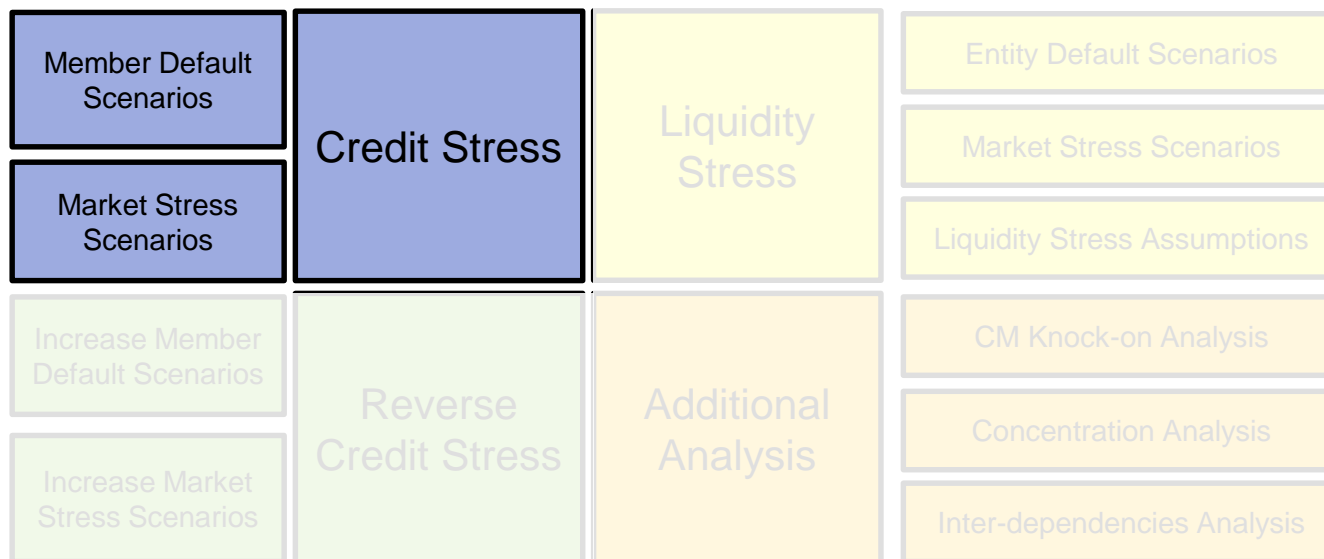 Member Default
Scenarios
Market Stress
Scenarios
Credit Stress
Liquidity
Stress
Entity Default Scenarios
Market Stress Scenarios
Liquidity Stress Assumptions
Increase Member
Default Scenarios
Increase Market
Stress Scenarios
Reverse
Credit Stress
Additional
Analysis
CM Knock-on Analysis
Concentration Analysis
Inter-dependencies Analysis